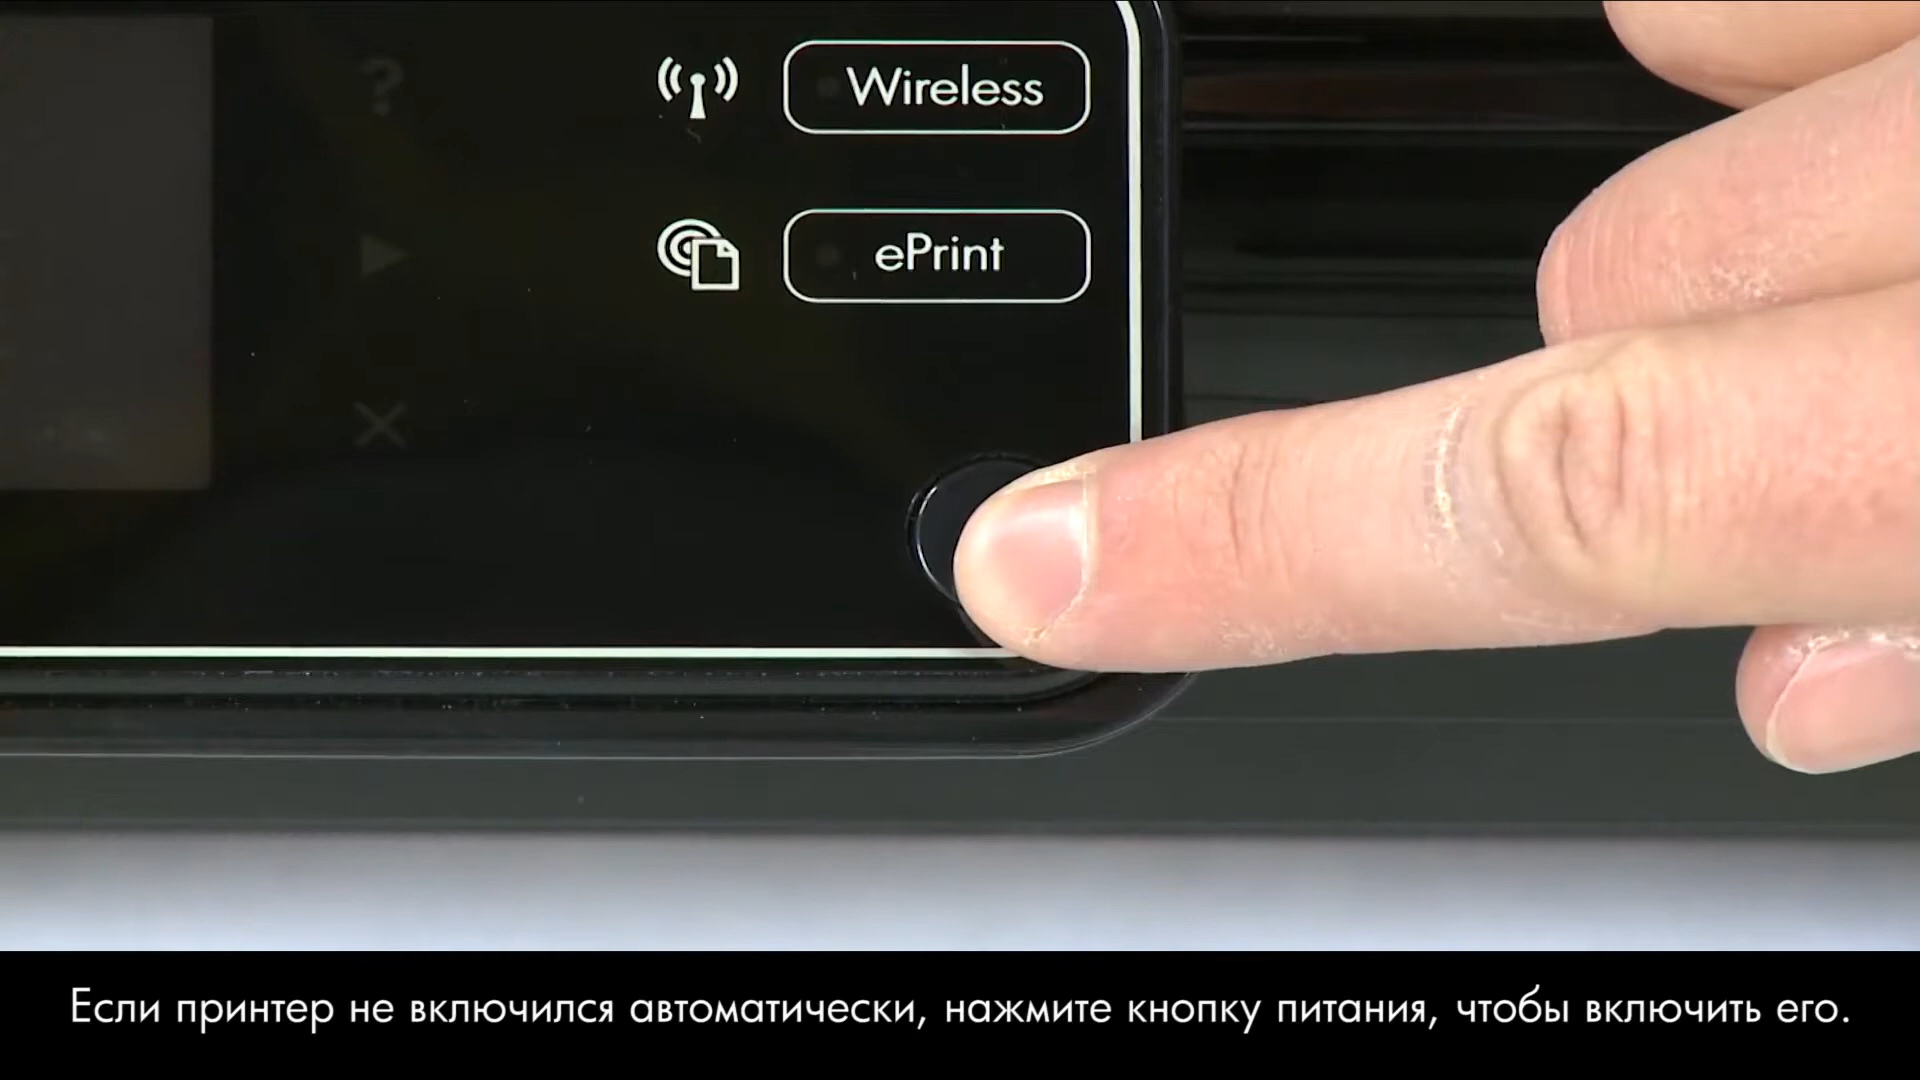 Wireless
ePrint
Если принтер не включился автоматически, нажмите кнопку питания, чтобы включить его.